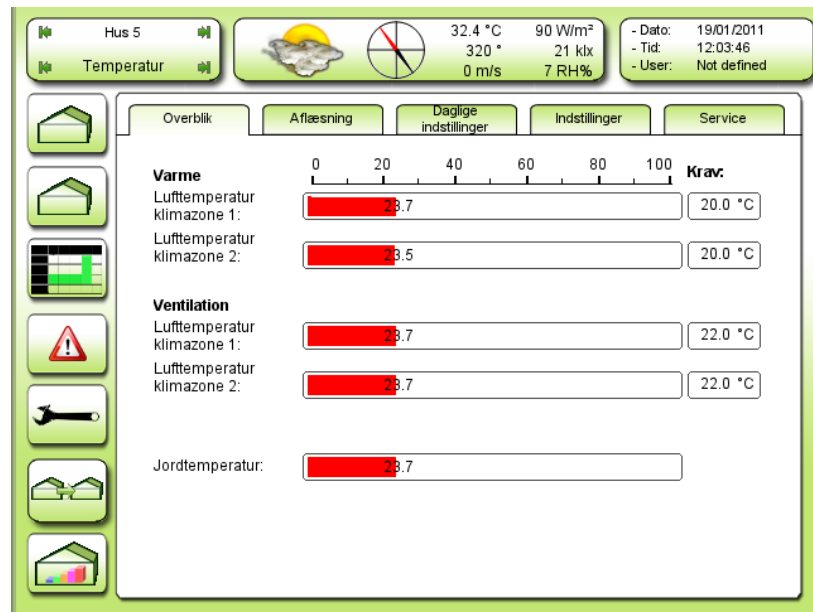 Hus 5
Temperatur
32.4 °C 90 W/m²
320 ° 21 klx
0 m/s 7 RH%
- Dato: 19/01/2011
- Tid: 12:03:46
- User: Not defined
Overblik
Aflæsning
Daglige
indstillinger
Indstillinger
Service
0 20 40 60 80 100
Krav:
Varme
Lufttemperatur
klimazone 1:
23.7
20.0 °C
Lufttemperatur
klimazone 2:
23.5
20.0 °C
Ventilation
Lufttemperatur
klimazone 1:
23.7
22.0 °C
Lufttemperatur
klimazone 2:
23.7
22.0 °C
Jordtemperatur:
23.7